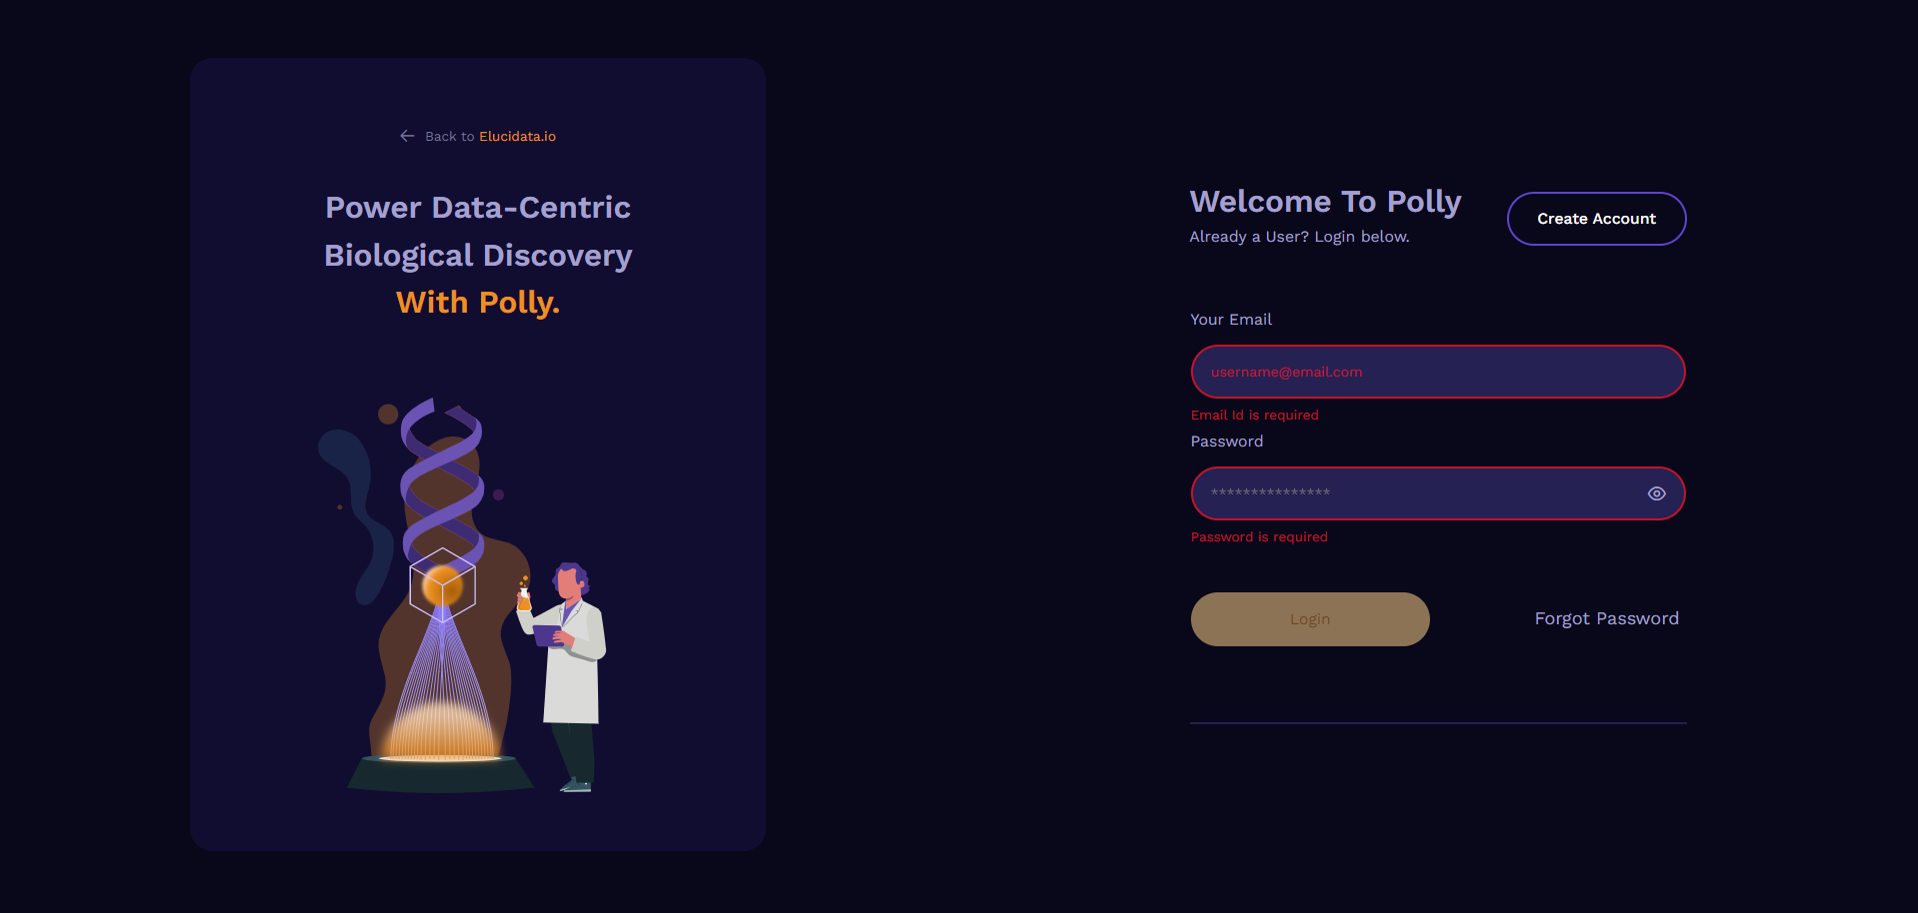 Back to Elucidata.io
Power Data-Centric
Biological Discovery
With Polly.
Welcome To Polly
Already a User? Login below.
Create Account
Your Email
username@email.com
Email Id is required
Password
***************
Password is required
Login
Forgot Password